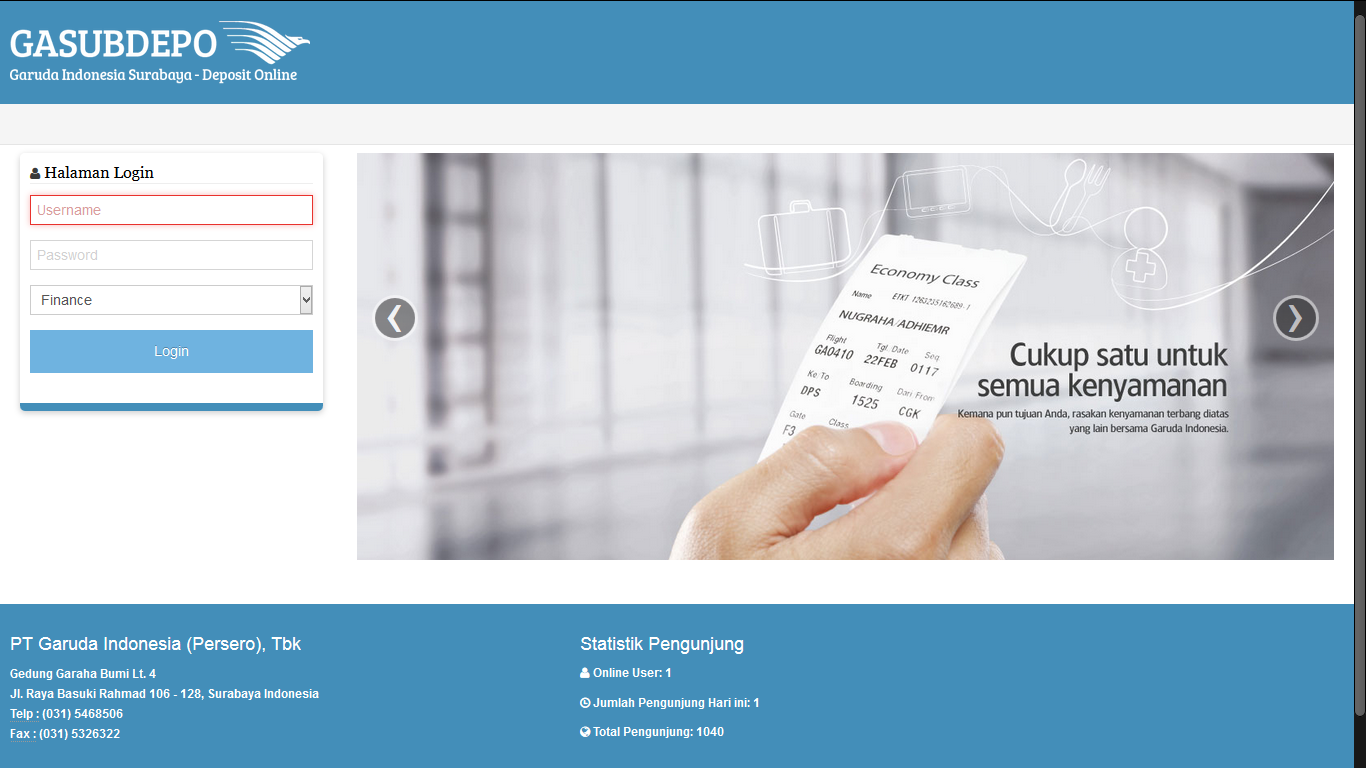 GASUBDEPO
Garuda Indonesia Surabaya - Deposit Online
Halaman Login
Username
Password
Finance
Login
Economy Class
Name ETKT 1263235162689-1
NUGRAHA/ADHIEMR
Flight Tgl. Date Seq
GA0410 22FEB 0117
Ke To Boarding Dari From
DPS 1525 CGK
Gate Class
F3
Cukup satu untuk
semua kenyamanan
Kemana pun tujuan Anda, rasakan kenyamanan terbang diatas
yang lain bersama Garuda Indonesia.
PT Garuda Indonesia (Persero), Tbk
Gedung Garaha Bumi Lt. 4
Jl. Raya Basuki Rahmad 106 - 128, Surabaya Indonesia
Telp : (031) 5468506
Fax : (031) 5326322
Statistik Pengunjung
Online User: 1
Jumlah Pengunjung Hari ini: 1
Total Pengunjung: 1040